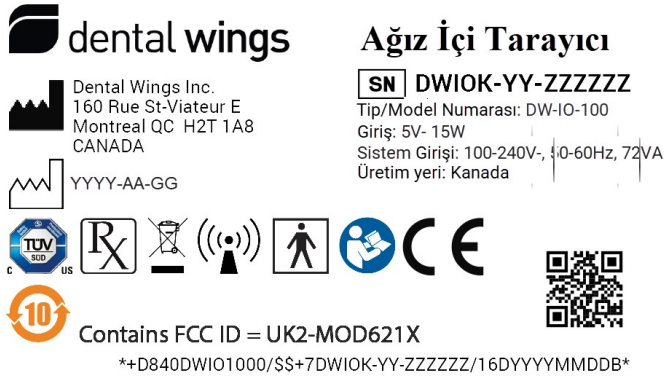 dental wings
Ağız İçi Tarayıcı
SN DWIOK-YY-ZZZZZZ
Dental Wings Inc.
160 Rue St-Viateur E
Montreal QC H2T 1A8
CANADA
Tip/Model Numarası: DW-IO-100
Giriş: 5V- 15W
Sistem Girişi: 100-240V-, 50-60Hz, 72VA
Üretim yeri: Kanada
YYYY-AA-GG
TÜV
SÜD
C US
Rx
CE
10
Contains FCC ID = UK2-MOD621X
*+D840DWIO1000/$$+7DWIOK-YY-ZZZZZZ/16DYYYYMMDDB*